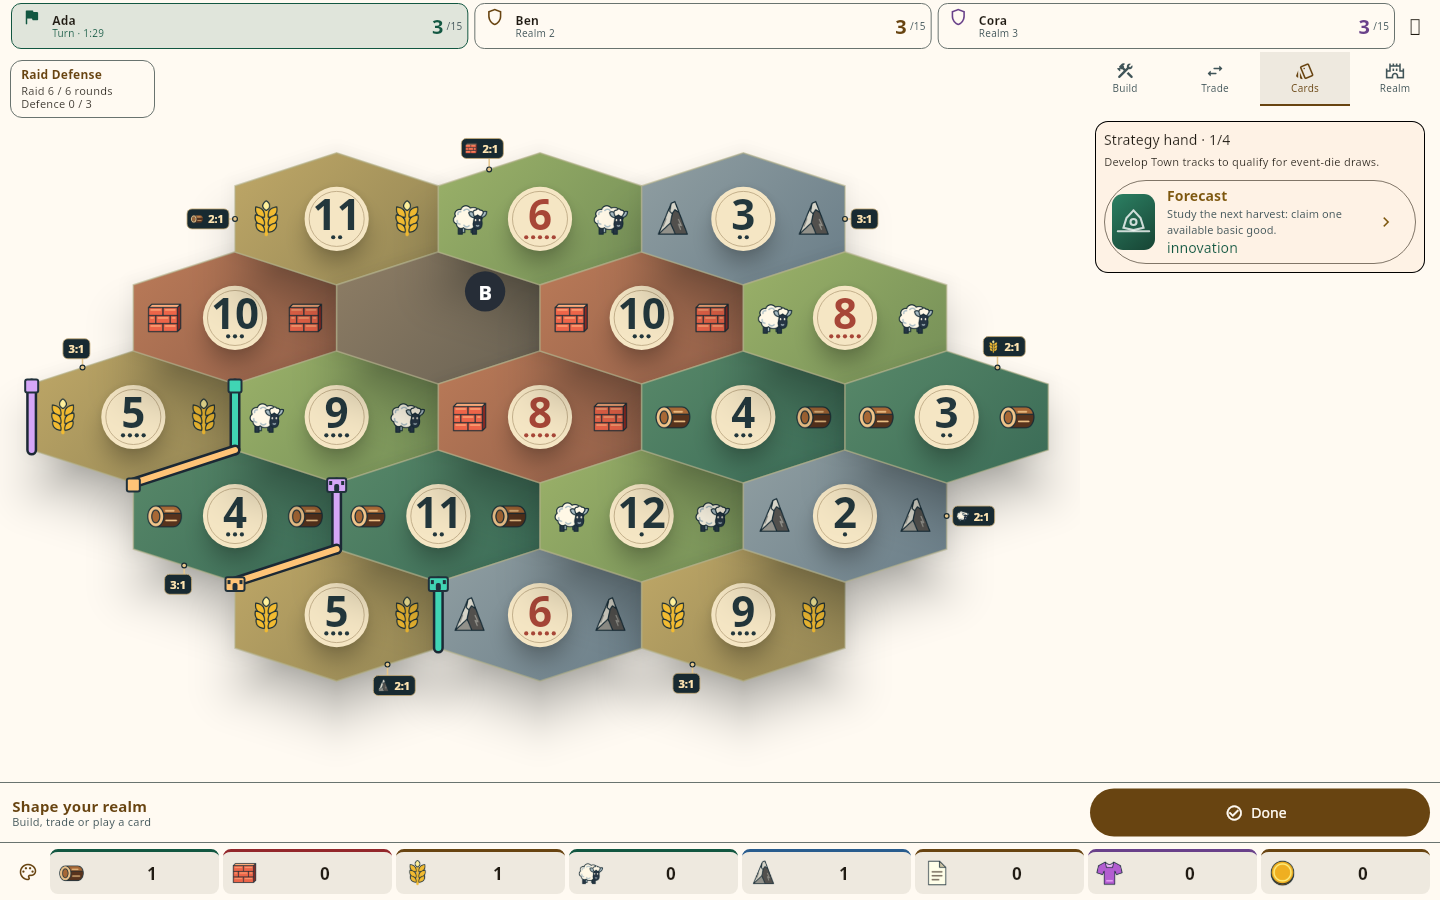 Ada
Turn · 1:29
3 /15
Ben
Realm 2
3 /15
Cora
Realm 3
3 /15
Raid Defense
Raid 6 / 6 rounds
Defence 0 / 3
Build
Trade
Cards
Realm
Strategy hand · 1/4
Develop Town tracks to qualify for event-die draws.
Forecast
Study the next harvest: claim one
available basic good.
innovation
2:1
2:1
11
6
3
3:1
10
B
10
8
3:1
2:1
5
9
8
4
3
4
11
12
2
2:1
3:1
5
6
9
2:1
3:1
Shape your realm
Build, trade or play a card
Done
1
0
1
0
1
0
0
0